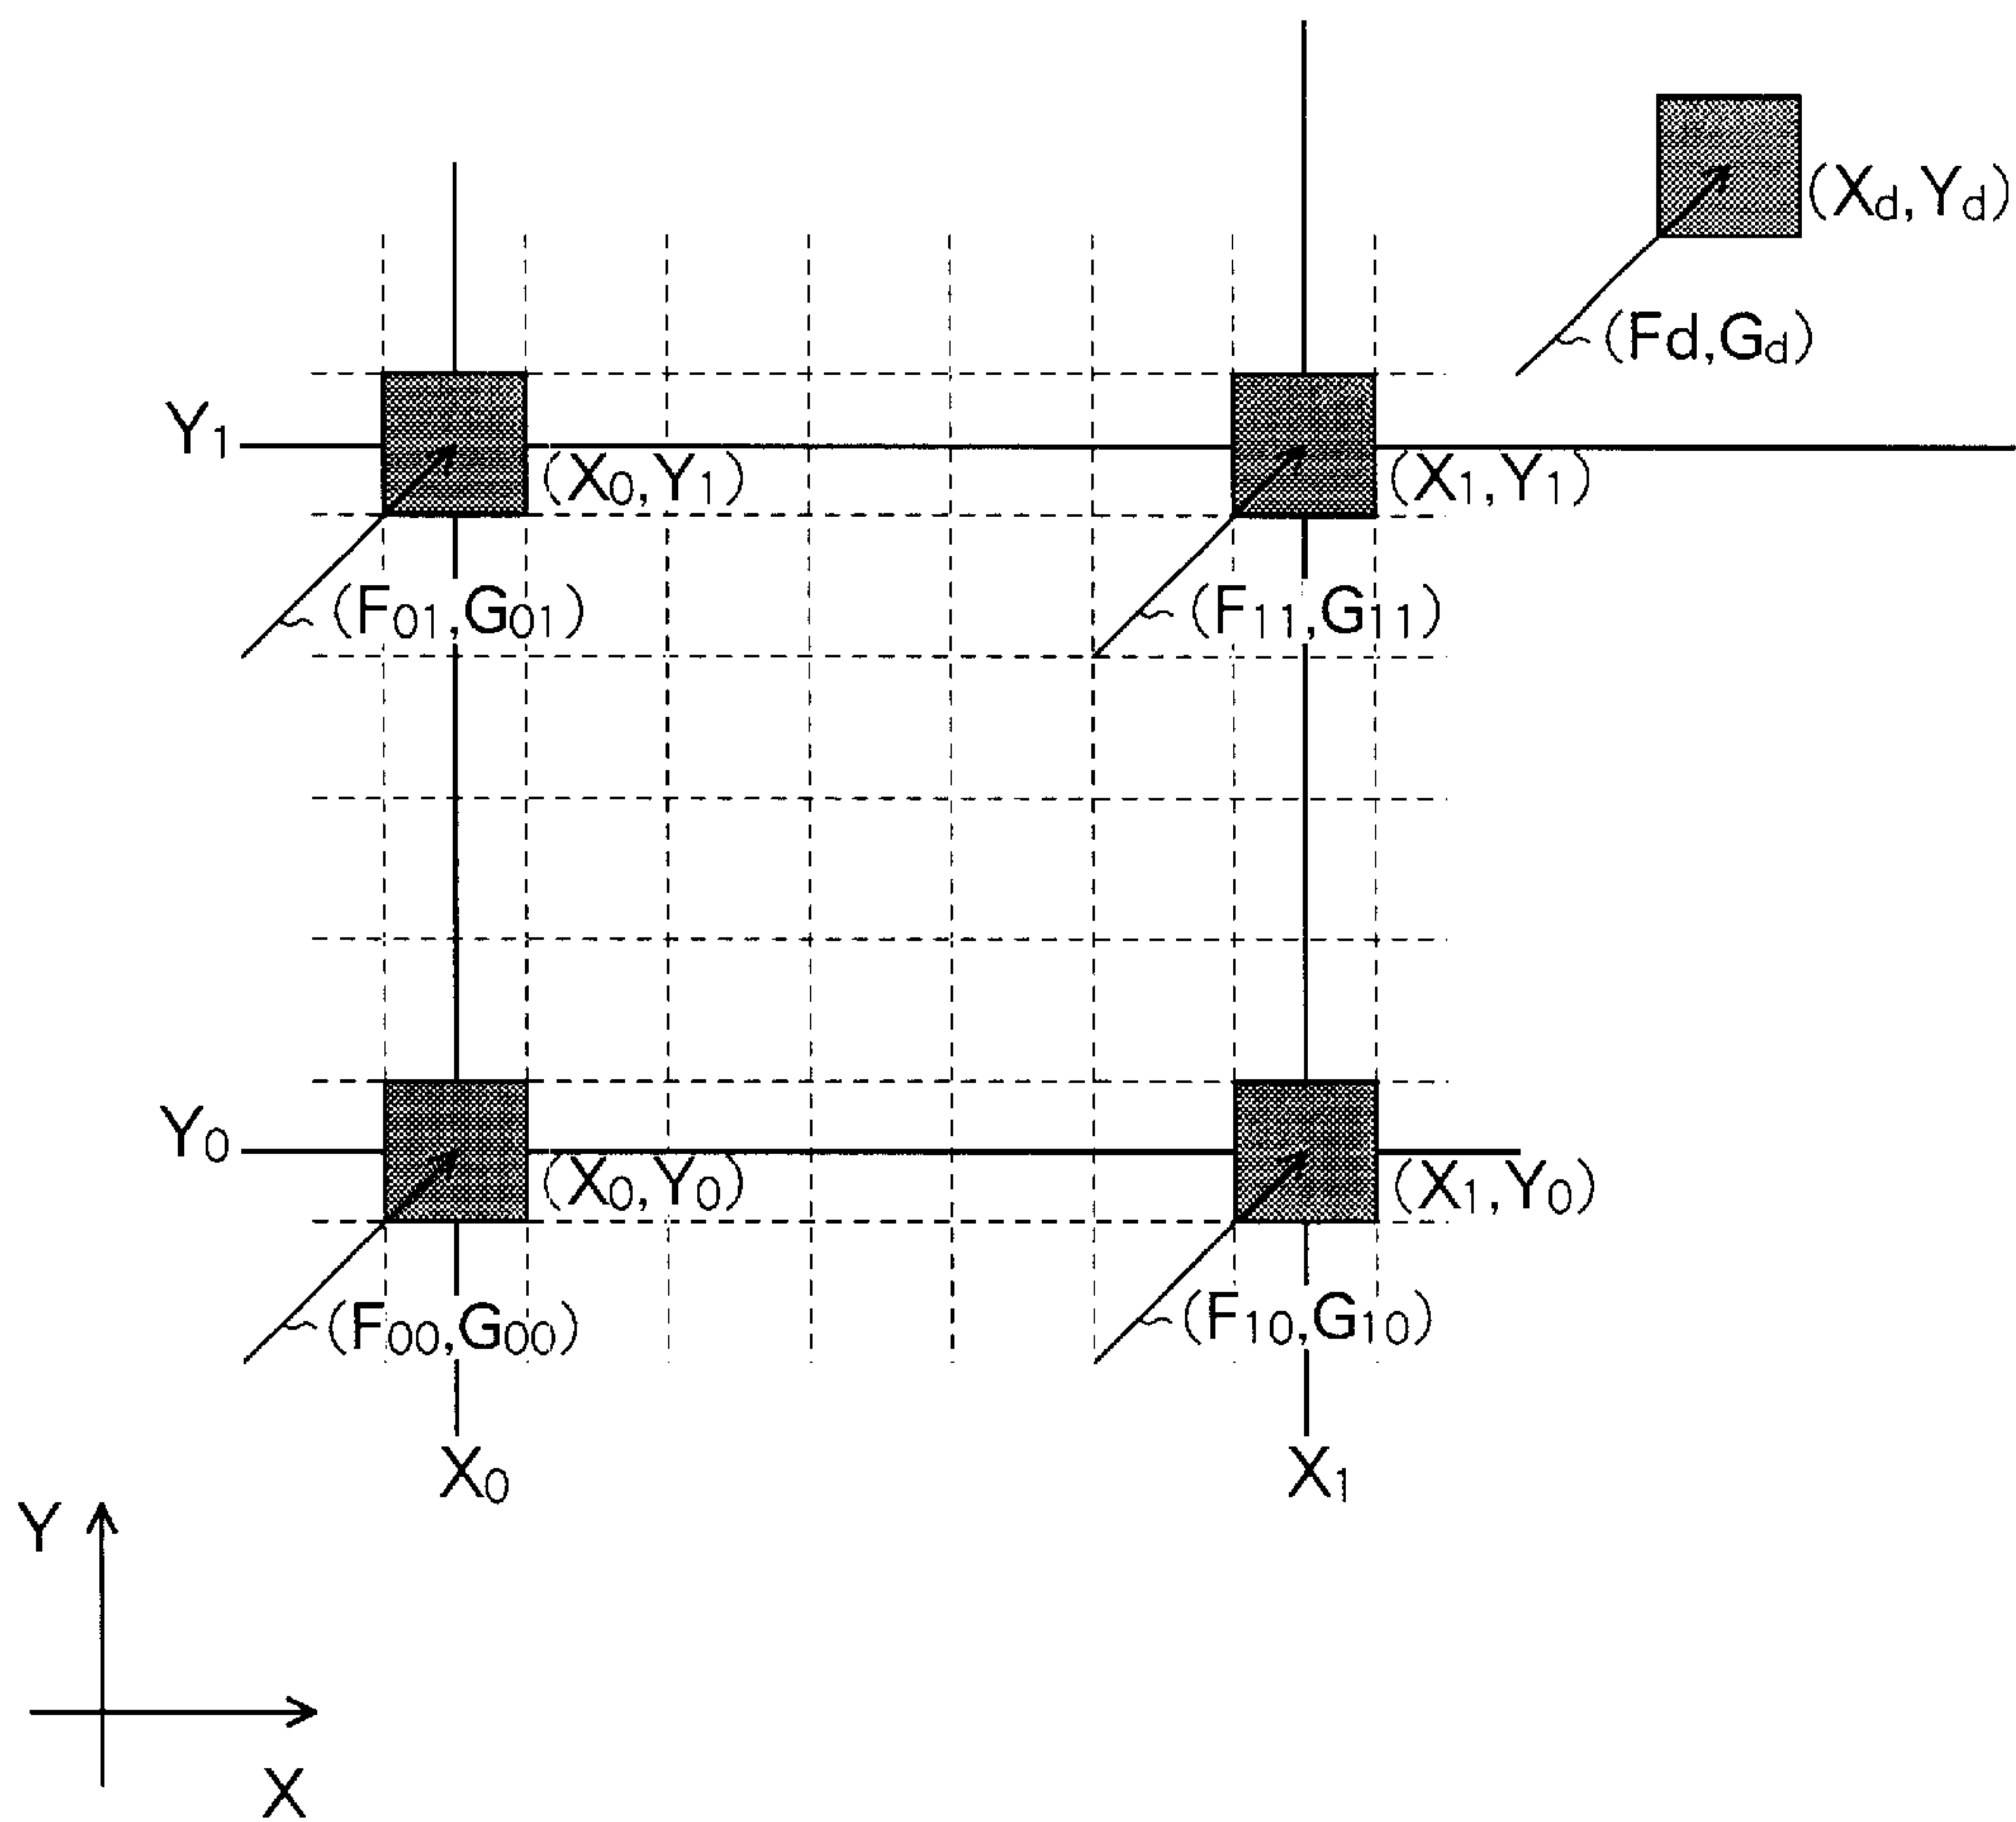 (Xd,Yd)
(Fd,Gd)
Y1
(X0,Y1)
(X1,Y1)
(F01,G01)
(F11,G11)
Y0
(X0,Y0)
(X1,Y0)
(F00,G00)
(F10,G10)
X0
X1
Y
X